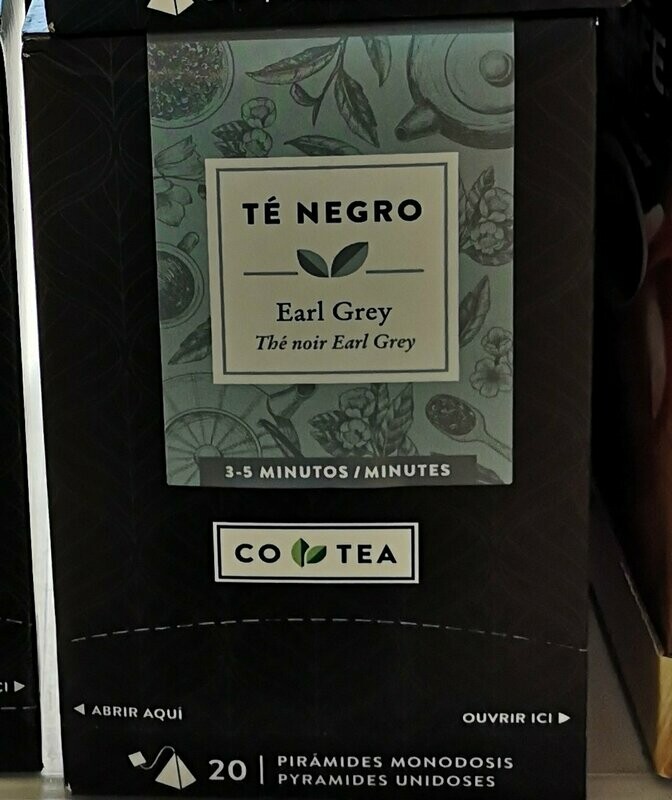 TÉ NEGRO
Earl Grey
Thé noir Earl Grey
3-5 MINUTOS / MINUTES
CO TEA
ABRIR AQUÍ
OUVRIR ICI
20
PIRÁMIDES MONODOSIS
PYRAMIDES UNIDOSES